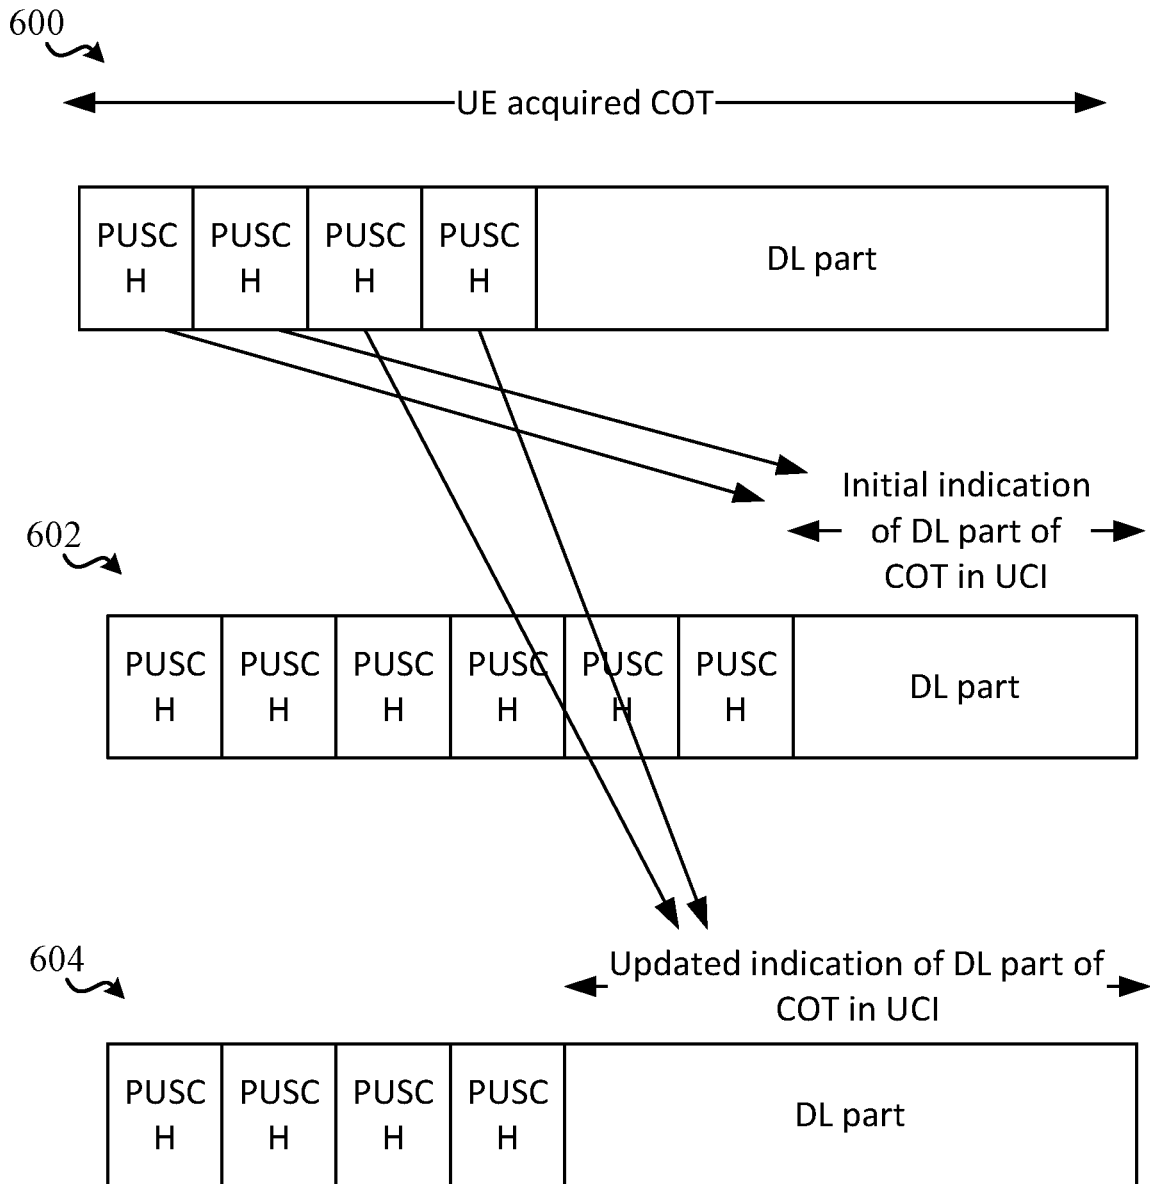 600
UE acquired COT
PUSC PUSC PUSC PUSC
H H H H
DL part
Initial indication
of DL part of
COT in UCI
602
PUSC PUSC PUSC PUSC PUSC PUSC
H H H H H H
DL part
604
Updated indication of DL part of
COT in UCI
PUSC PUSC PUSC PUSC
H H H H
DL part